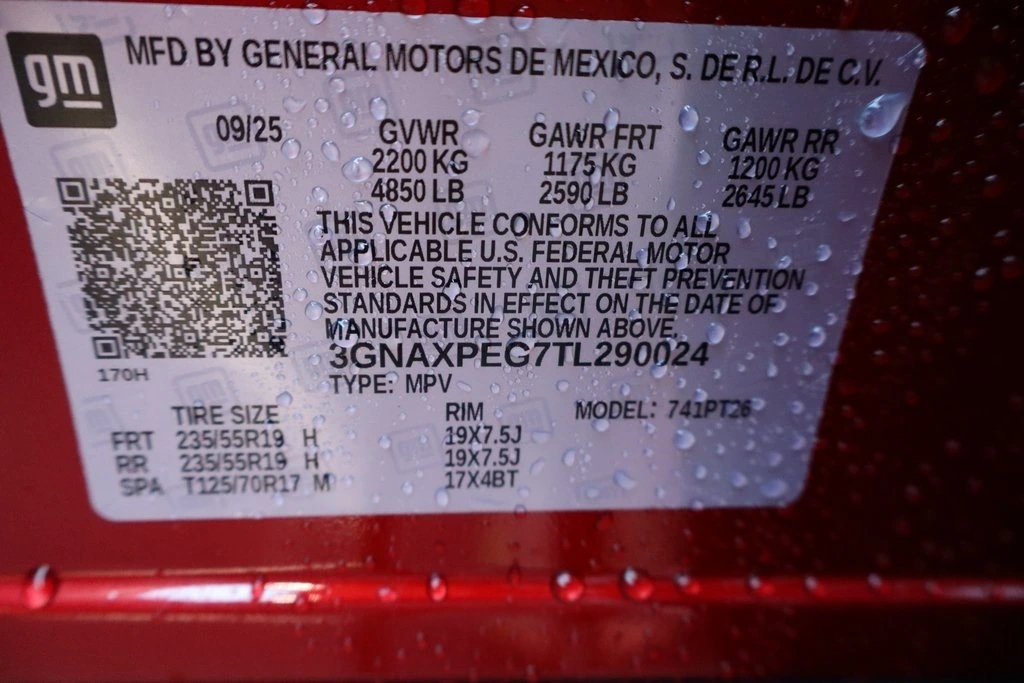 gm
MFD BY GENERAL MOTORS DE MEXICO, S. DE R.L. DE C.V.
09/25 GVWR GAWR FRT GAWR RR
2200 KG 1175 KG 1200 KG
4850 LB 2590 LB 2645 LB
THIS VEHICLE CONFORMS TO ALL
APPLICABLE U.S. FEDERAL MOTOR
VEHICLE SAFETY AND THEFT PREVENTION
STANDARDS IN EFFECT ON THE DATE OF
MANUFACTURE SHOWN ABOVE.
3GNAXPEG7TL290024
170H
TYPE: MPV
TIRE SIZE RIM MODEL: 741PT26
FRT 235/55R19 H 19X7.5J
RR 235/55R19 H 19X7.5J
SPA T125/70R17 M 17X4BT